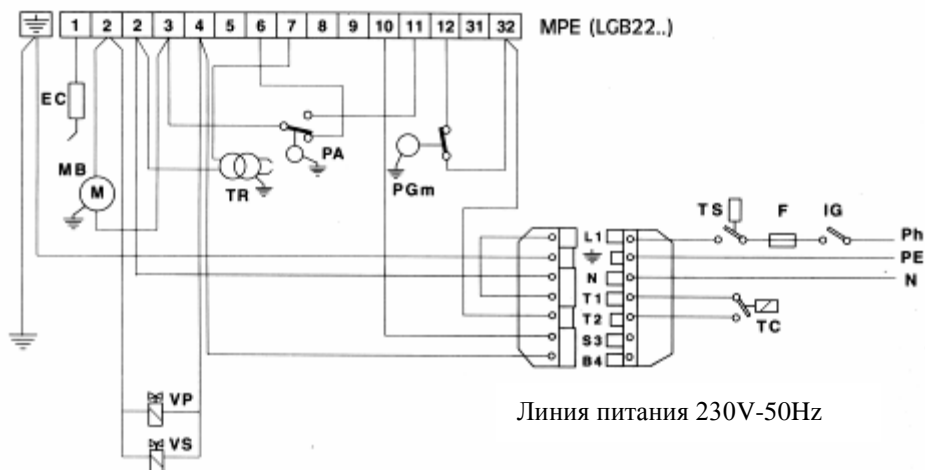 1 2 2 3 4 5 6 7 8 9 10 11 12 31 32 MPE (LGB22..)
EC
MB
M
TR
PA
PGm
TS F IG
L1 Ph
PE
N N
T1
T2 TC
S3
B4
Линия питания 230V-50Hz
VP
VS